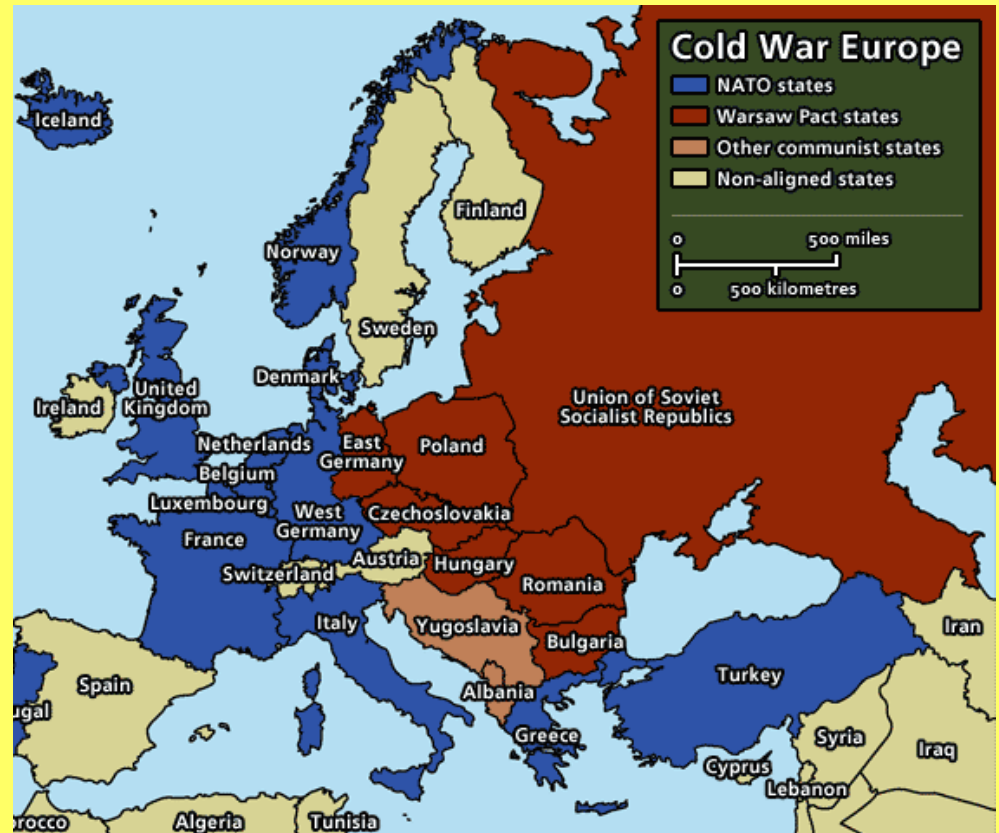 Cold War Europe
NATO states
Warsaw Pact states
Other communist states
Non-aligned states
0 500 miles
0 500 kilometres
Iceland
Finland
Norway
Sweden
Denmark
United
Kingdom
Ireland
Union of Soviet
Socialist Republics
Netherlands
East
Germany
Poland
Belgium
Luxembourg
Czechoslovakia
West
Germany
France
Austria
Hungary
Switzerland
Romania
Italy
Yugoslavia
Bulgaria
Iran
Spain
Turkey
Albania
ugal
Greece
Syria
Iraq
Cyprus
Lebanon
orocco
Algeria
Tunisia